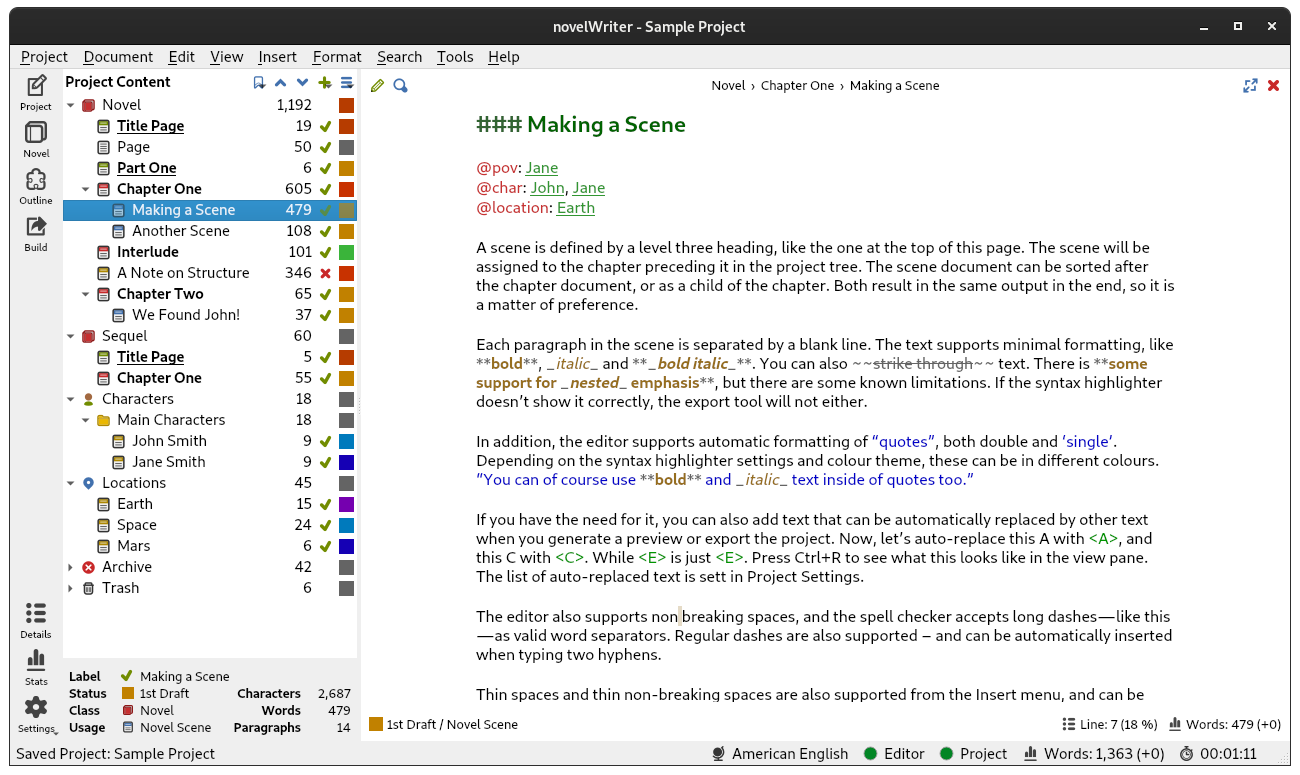 novelWriter - Sample Project
Project Document Edit View Insert Format Search Tools Help
Project
Novel
Outline
Build
Details
Stats
Settings
Project Content
Novel 1,192
Title Page 19
Page 50
Part One 6
Chapter One 605
Making a Scene 479
Another Scene 108
Interlude 101
A Note on Structure 346
Chapter Two 65
We Found John! 37
Sequel 60
Title Page 5
Chapter One 55
Characters 18
Main Characters 18
John Smith 9
Jane Smith 9
Locations 45
Earth 15
Space 24
Mars 6
Archive 42
Trash 6
Label Making a Scene
Status 1st Draft Characters 2,687
Class Novel Words 479
Usage Novel Scene Paragraphs 14
Novel › Chapter One › Making a Scene
### Making a Scene
@pov: Jane
@char: John, Jane
@location: Earth
A scene is defined by a level three heading, like the one at the top of this page. The scene will be
assigned to the chapter preceding it in the project tree. The scene document can be sorted after
the chapter document, or as a child of the chapter. Both result in the same output in the end, so it is
a matter of preference.
Each paragraph in the scene is separated by a blank line. The text supports minimal formatting, like
**bold**, _italic_ and **_bold italic_**. You can also ~~strike through~~ text. There is **some
support for _nested_ emphasis**, but there are some known limitations. If the syntax highlighter
doesn’t show it correctly, the export tool will not either.
In addition, the editor supports automatic formatting of “quotes”, both double and ‘single‘.
Depending on the syntax highlighter settings and colour theme, these can be in different colours.
“You can of course use **bold** and _italic_ text inside of quotes too.”
If you have the need for it, you can also add text that can be automatically replaced by other text
when you generate a preview or export the project. Now, let’s auto-replace this A with <A>, and
this C with <C>. While <E> is just <E>. Press Ctrl+R to see what this looks like in the view pane.
The list of auto-replaced text is sett in Project Settings.
The editor also supports non breaking spaces, and the spell checker accepts long dashes—like this
—as valid word separators. Regular dashes are also supported – and can be automatically inserted
when typing two hyphens.
Thin spaces and thin non-breaking spaces are also supported from the Insert menu, and can be
1st Draft / Novel Scene Line: 7 (18 %) Words: 479 (+0)
Saved Project: Sample Project American English Editor Project Words: 1,363 (+0) 00:01:11